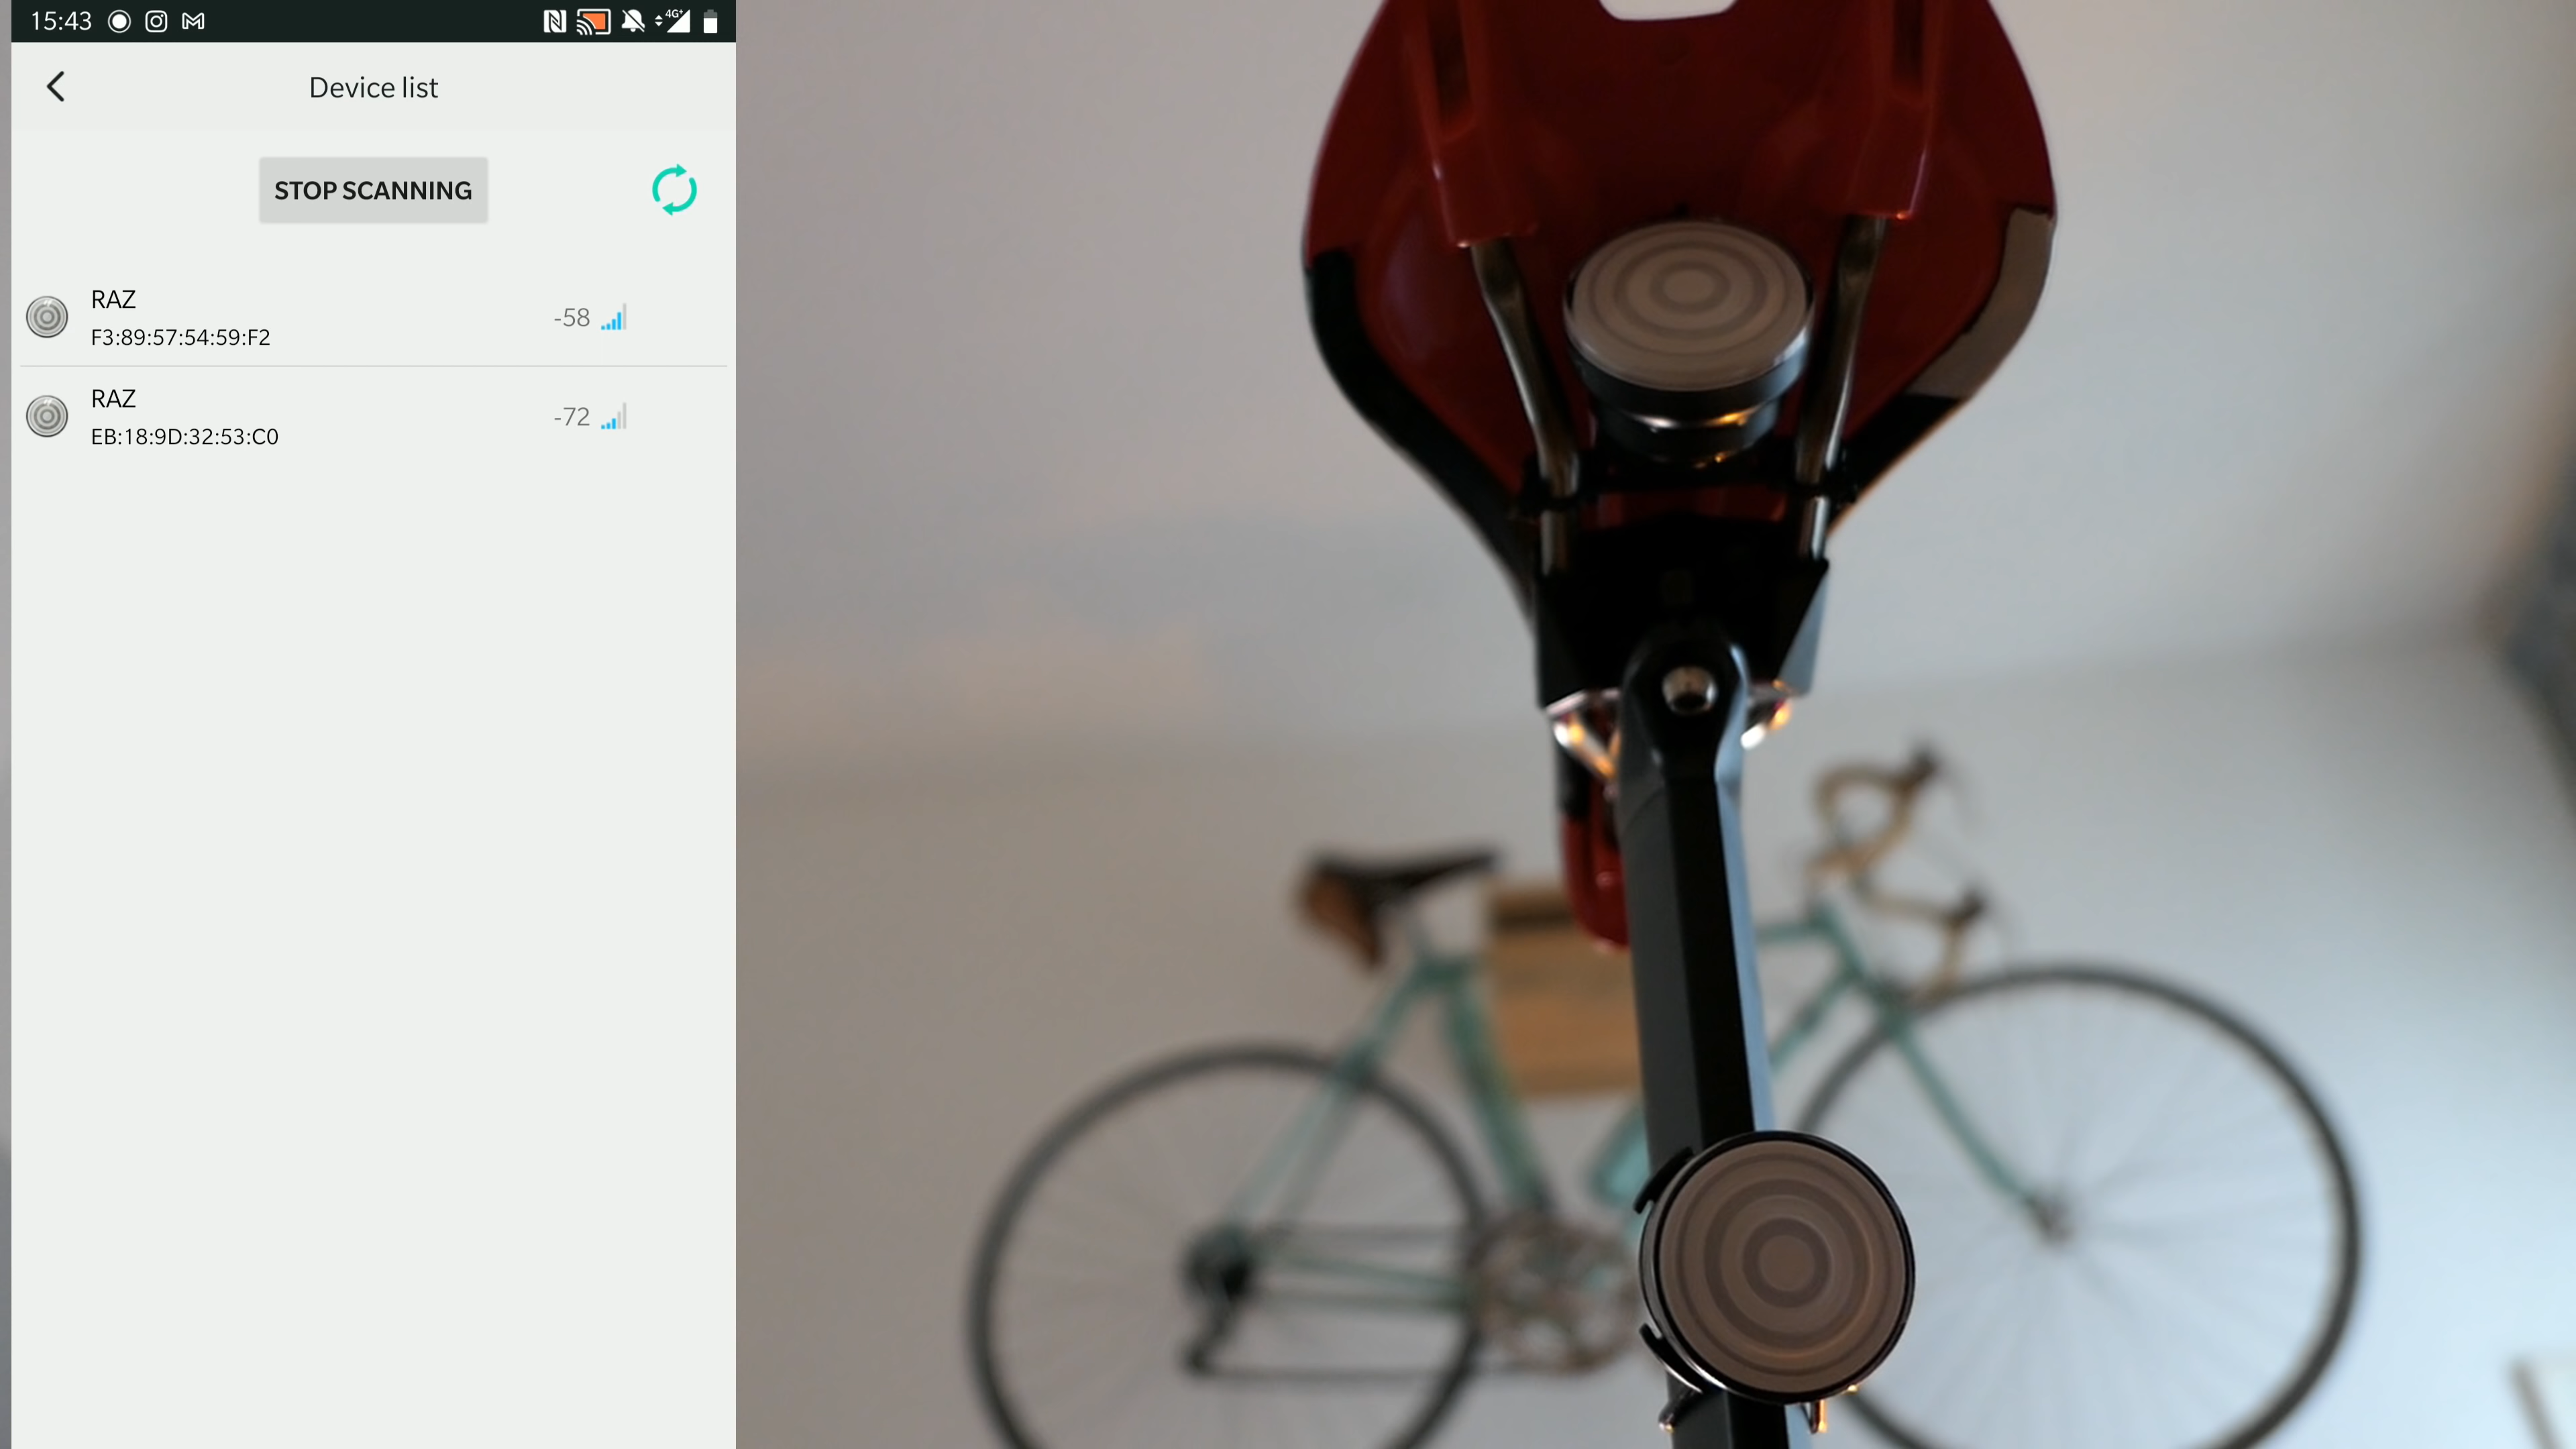 15:43
4G+
Device list
STOP SCANNING
RAZ
F3:89:57:54:59:F2
-58
RAZ
EB:18:9D:32:53:C0
-72